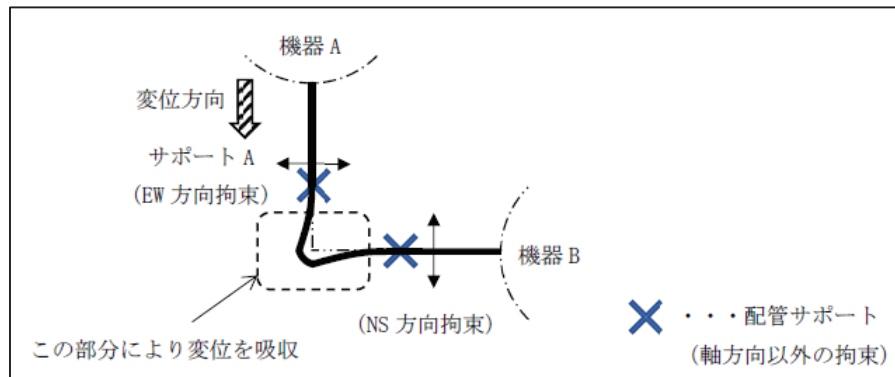 機器 A
変位方向
サポート A
(EW 方向拘束)
機器 B
(NS 方向拘束)
この部分により変位を吸収
・・・配管サポート
(軸方向以外の拘束)